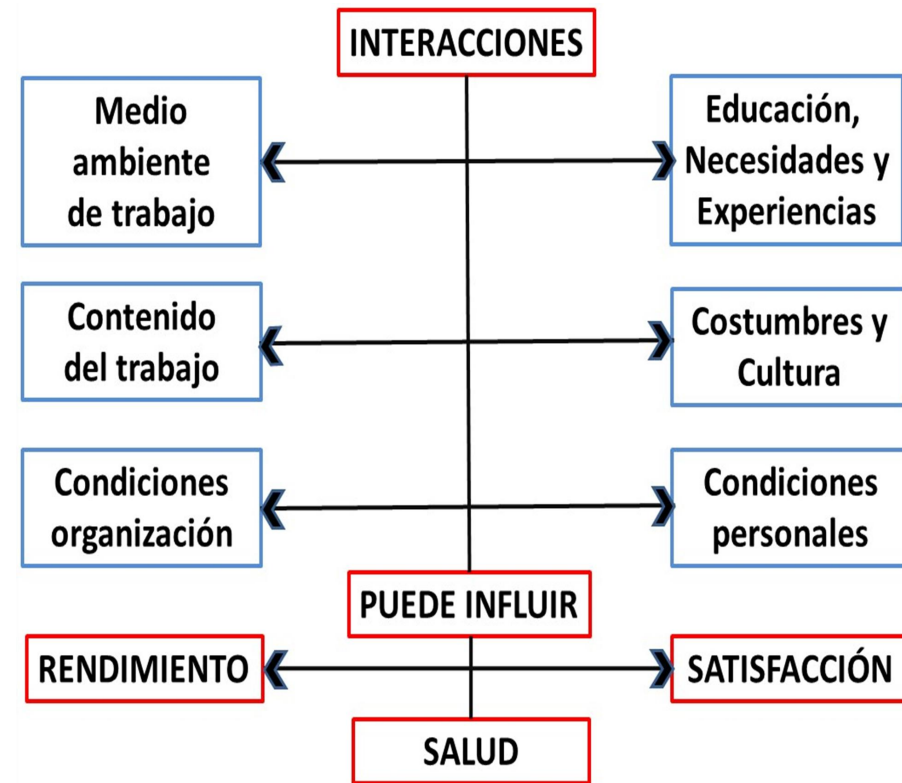 INTERACCIONES
Medio
ambiente
de trabajo
Educación,
Necesidades y
Experiencias
Contenido
del trabajo
Costumbres y
Cultura
Condiciones
organización
Condiciones
personales
PUEDE INFLUIR
RENDIMIENTO
SATISFACCIÓN
SALUD